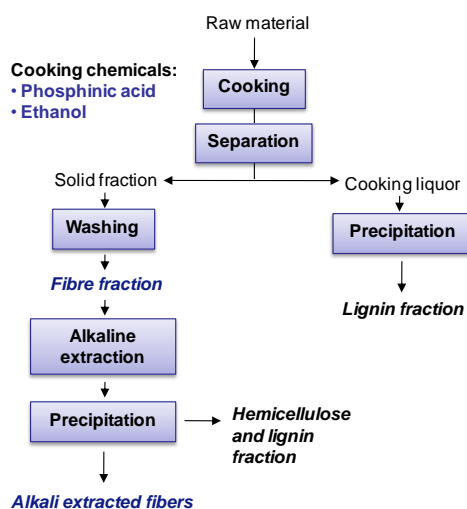 Raw material
Cooking chemicals:
• Phosphinic acid
• Ethanol
Cooking
Separation
Solid fraction
Cooking liquor
Washing
Precipitation
Fibre fraction
Lignin fraction
Alkaline
extraction
Precipitation
Hemicellulose
and lignin
fraction
Alkali extracted fibers